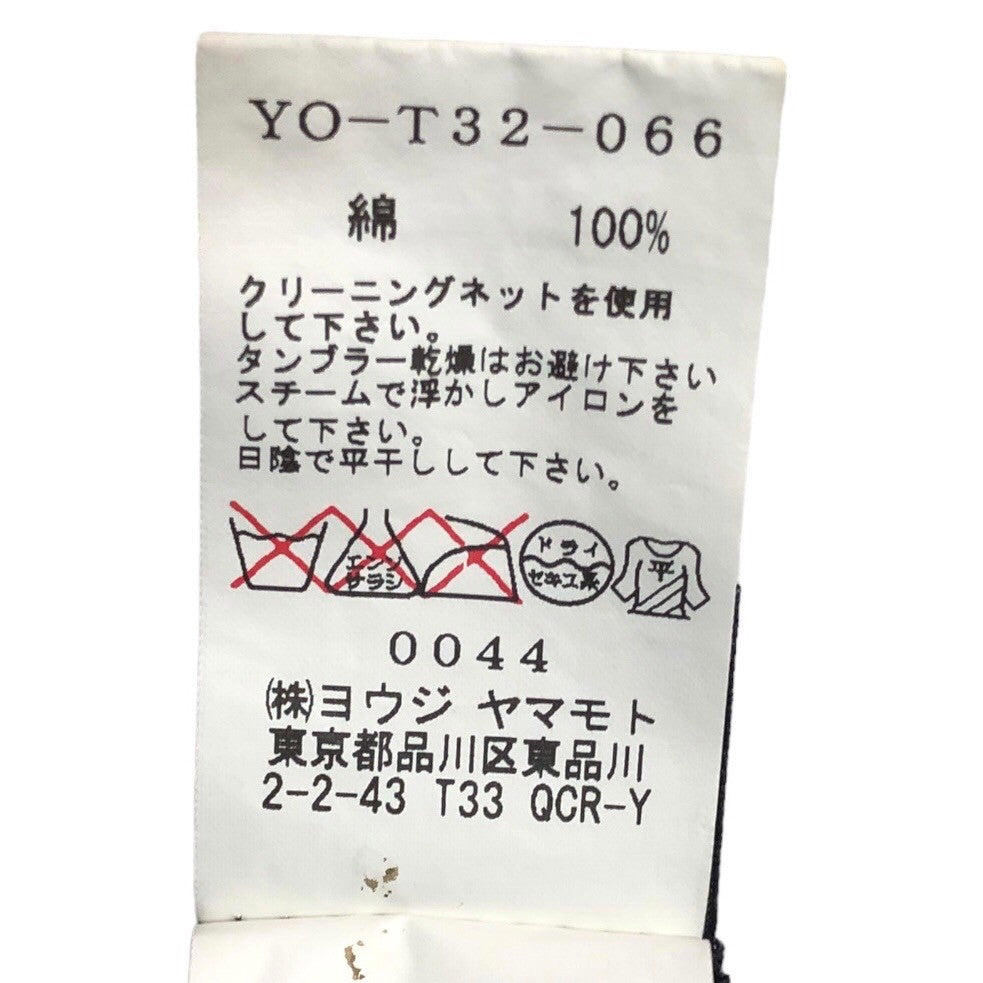 YO-T32-066
綿 100%
クリーニングネットを使用
して下さい。
タンブラー乾燥はお避け下さい
スチームで浮かしアイロンを
して下さい。
日陰で平干しして下さい。
エンソ
サラシ
ドライ
セキユ系
平
0044
㈱ヨウジ ヤマモト
東京都品川区東品川
2-2-43 T33 QCR-Y